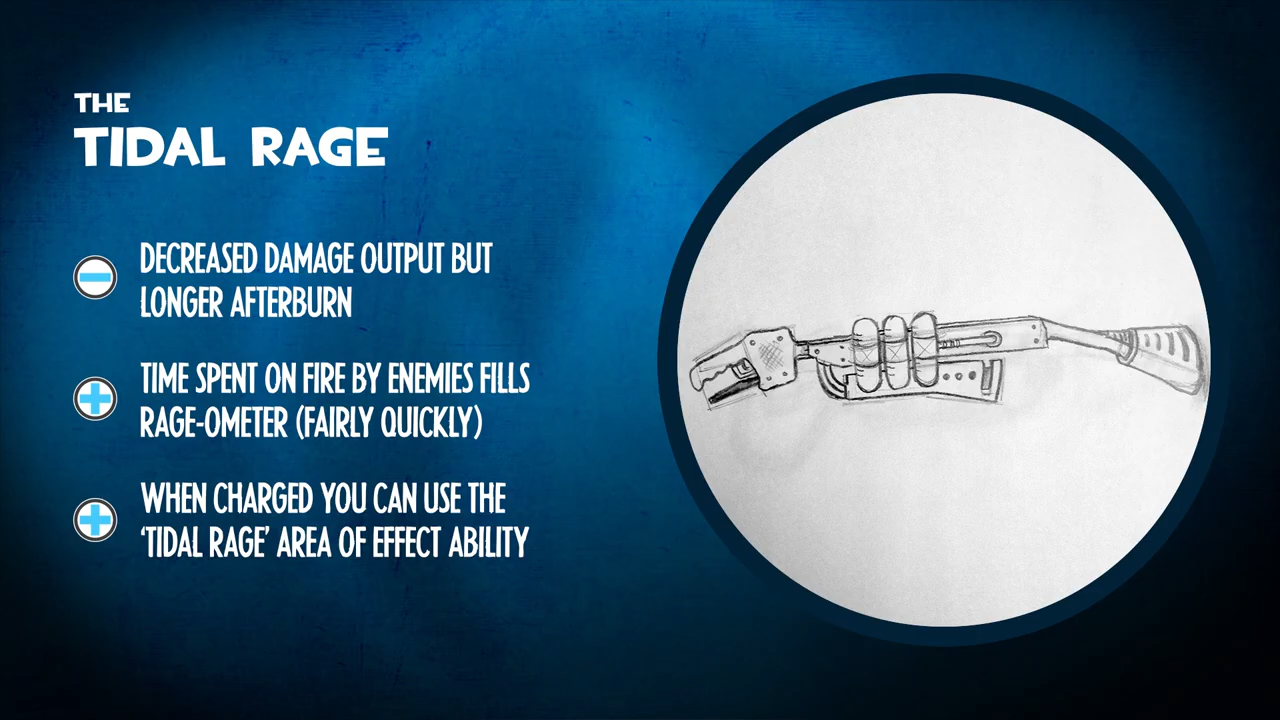 THE
TIDAL RAGE
DECREASED DAMAGE OUTPUT BUT
LONGER AFTERBURN
TIME SPENT ON FIRE BY ENEMIES FILLS
RAGE-OMETER (FAIRLY QUICKLY)
WHEN CHARGED YOU CAN USE THE
‘TIDAL RAGE’ AREA OF EFFECT ABILITY